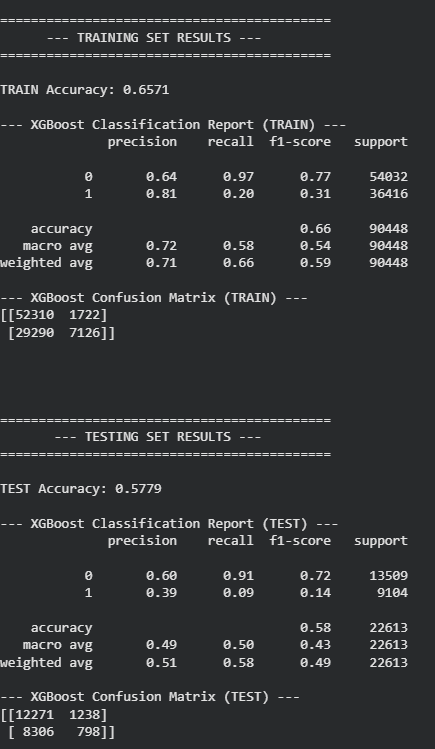 ===========================================
--- TRAINING SET RESULTS ---
===========================================
TRAIN Accuracy: 0.6571
--- XGBoost Classification Report (TRAIN) ---
precision recall f1-score support
0 0.64 0.97 0.77 54032
1 0.81 0.20 0.31 36416
accuracy 0.66 90448
macro avg 0.72 0.58 0.54 90448
weighted avg 0.71 0.66 0.59 90448
--- XGBoost Confusion Matrix (TRAIN) ---
[[52310 1722]
[29290 7126]]
===========================================
--- TESTING SET RESULTS ---
===========================================
TEST Accuracy: 0.5779
--- XGBoost Classification Report (TEST) ---
precision recall f1-score support
0 0.60 0.91 0.72 13509
1 0.39 0.09 0.14 9104
accuracy 0.58 22613
macro avg 0.49 0.50 0.43 22613
weighted avg 0.51 0.58 0.49 22613
--- XGBoost Confusion Matrix (TEST) ---
[[12271 1238]
[ 8306 798]]